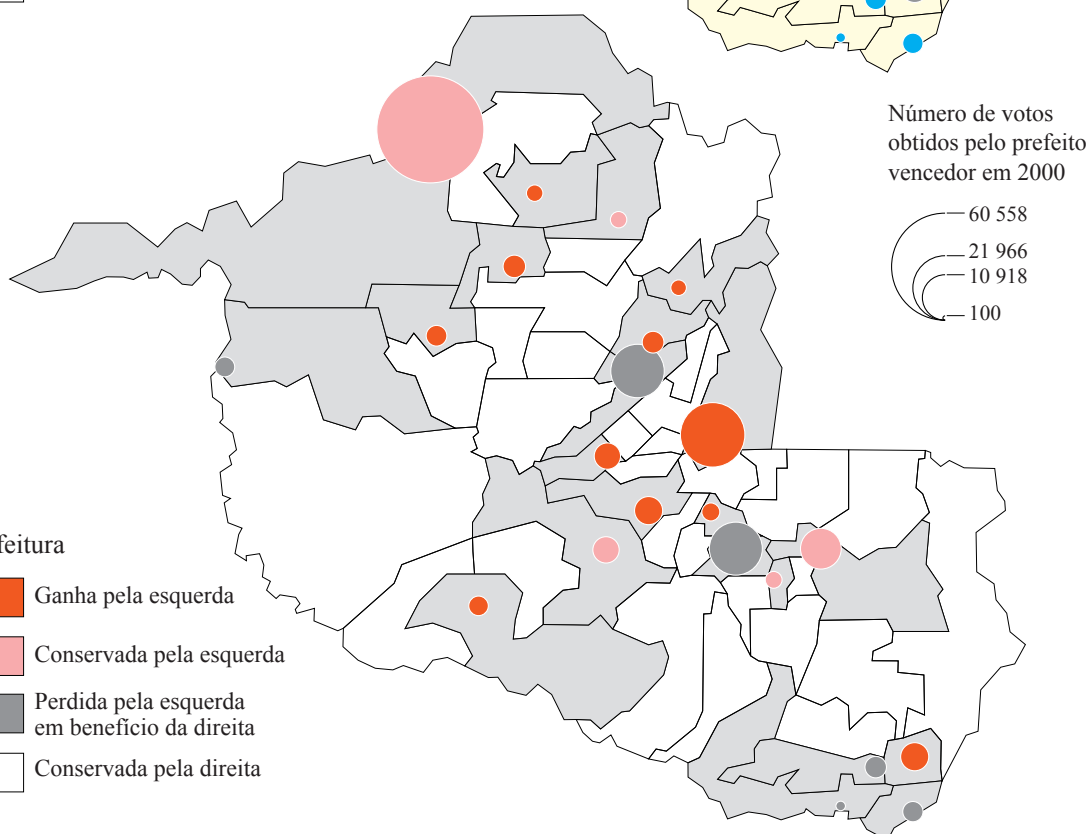 Número de votos
obtidos pelo prefeito
vencedor em 2000
60 558
21 966
10 918
100
feitura
Ganha pela esquerda
Conservada pela esquerda
Perdida pela esquerda
em benefício da direita
Conservada pela direita